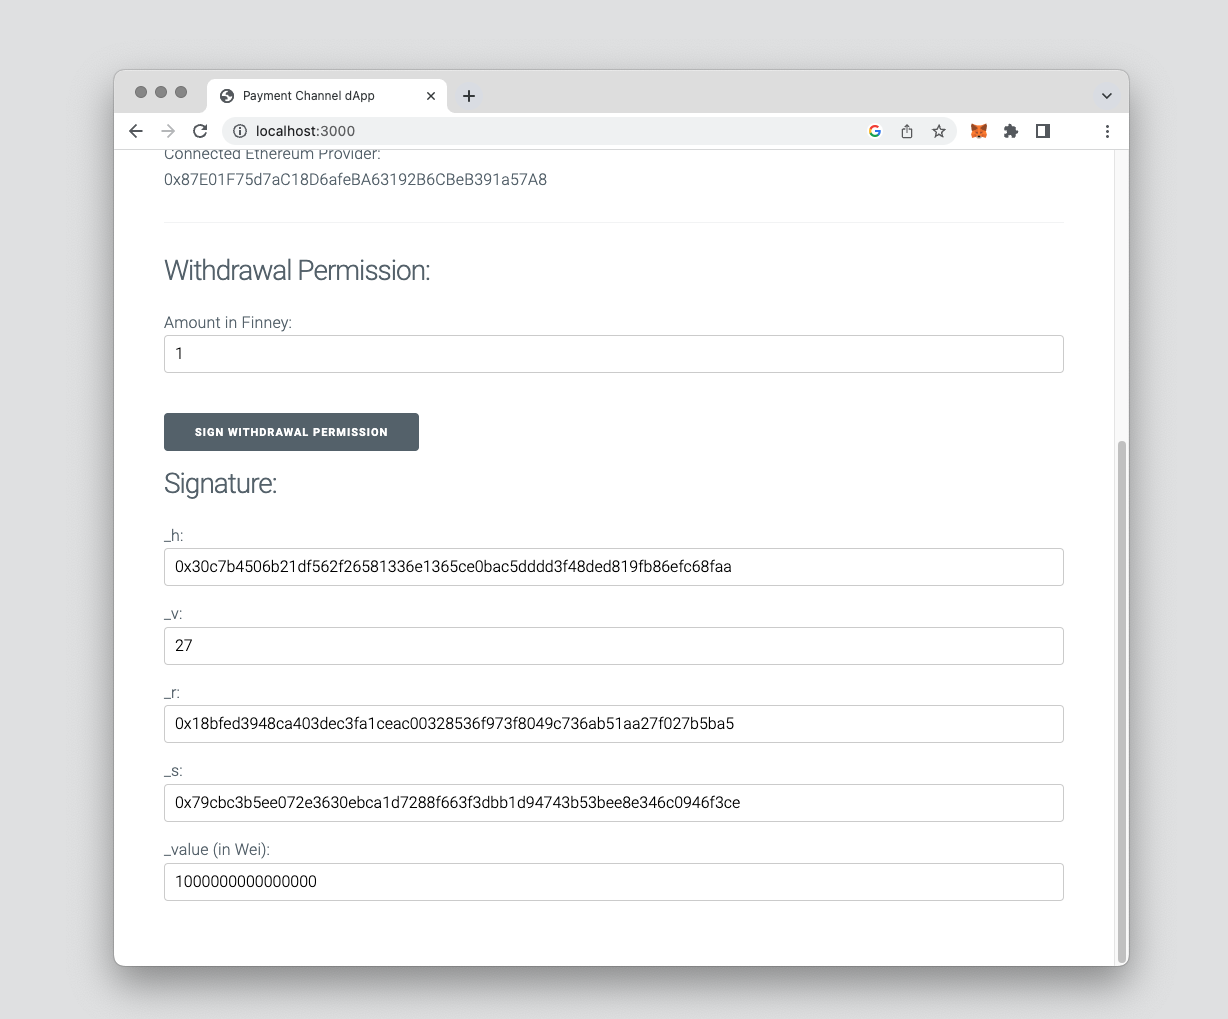 Payment Channel dApp
localhost:3000
Connected Ethereum Provider:
0x87E01F75d7aC18D6afeBA63192B6CBeB391a57A8
Withdrawal Permission:
Amount in Finney:
1
SIGN WITHDRAWAL PERMISSION
Signature:
_h:
0x30c7b4506b21df562f26581336e1365ce0bac5dddd3f48ded819fb86efc68faa
_v:
27
_r:
0x18bfed3948ca403dec3fa1ceac00328536f973f8049c736ab51aa27f027b5ba5
_s:
0x79cbc3b5ee072e3630ebca1d7288f663f3dbb1d94743b53bee8e346c0946f3ce
_value (in Wei):
1000000000000000